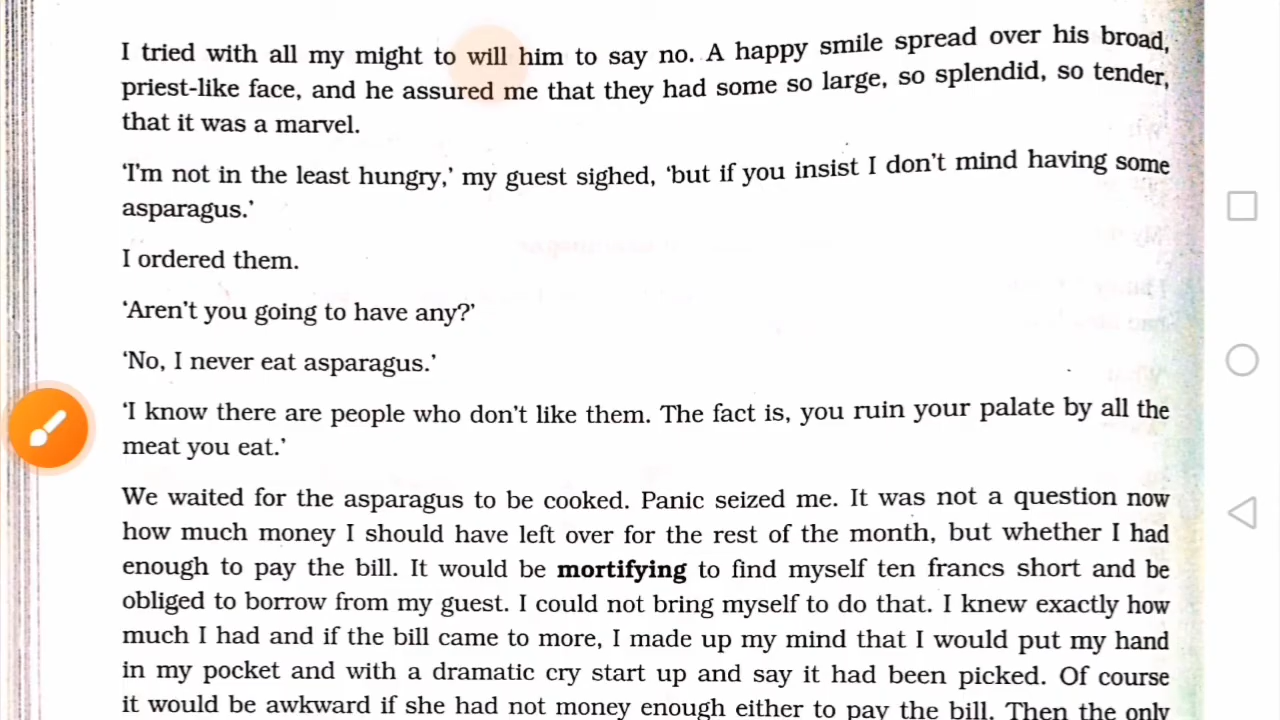 I tried with all my might to will him to say no. A happy smile spread over his broad,
priest-like face, and he assured me that they had some so large, so splendid, so tender,
that it was a marvel.
‘I'm not in the least hungry,’ my guest sighed, ‘but if you insist I don’t mind having some
asparagus.’
I ordered them.
‘Aren’t you going to have any?’
‘No, I never eat asparagus.’
‘I know there are people who don’t like them. The fact is, you ruin your palate by all the
meat you eat.’
We waited for the asparagus to be cooked. Panic seized me. It was not a question now
how much money I should have left over for the rest of the month, but whether I had
enough to pay the bill. It would be mortifying to find myself ten francs short and be
obliged to borrow from my guest. I could not bring myself to do that. I knew exactly how
much I had and if the bill came to more, I made up my mind that I would put my hand
in my pocket and with a dramatic cry start up and say it had been picked. Of course
it would be awkward if she had not money enough either to pay the bill. Then the only